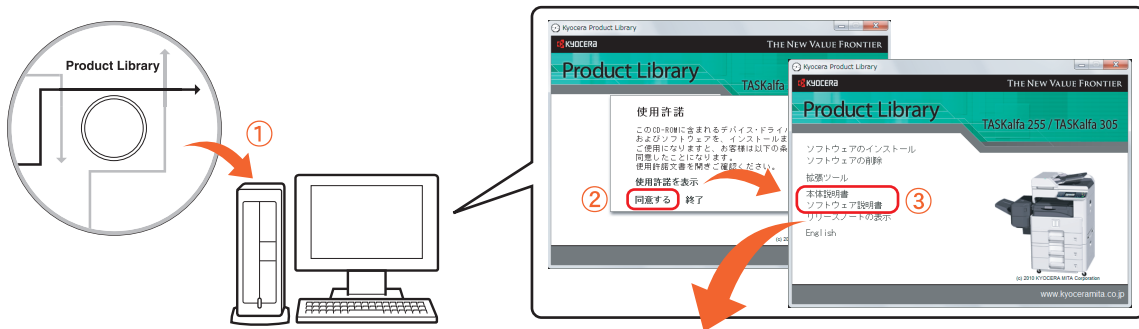 Product Library
①
Kyocera Product Library
KYOCERA
THE NEW VALUE FRONTIER
Product Library
TASKalfa
使用許諾
このCD-ROMに含まれるデバイス・ドライ
およびソフトウェアを、インストールま
ご使用になりますと、お客様は以下の条
同意したことになります。
使用許諾文書を開きご確認ください。
使用許諾を表示
②
同意する 終了
Kyocera Product Library
KYOCERA
THE NEW VALUE FRONTIER
Product Library
TASKalfa 255 / TASKalfa 305
ソフトウェアのインストール
ソフトウェアの削除
拡張ツール
本体説明書
ソフトウェア説明書
③
リリースノートの表示
English
(c) 2010 KYOCERA MITA Corporation
www.kyoceramita.co.jp